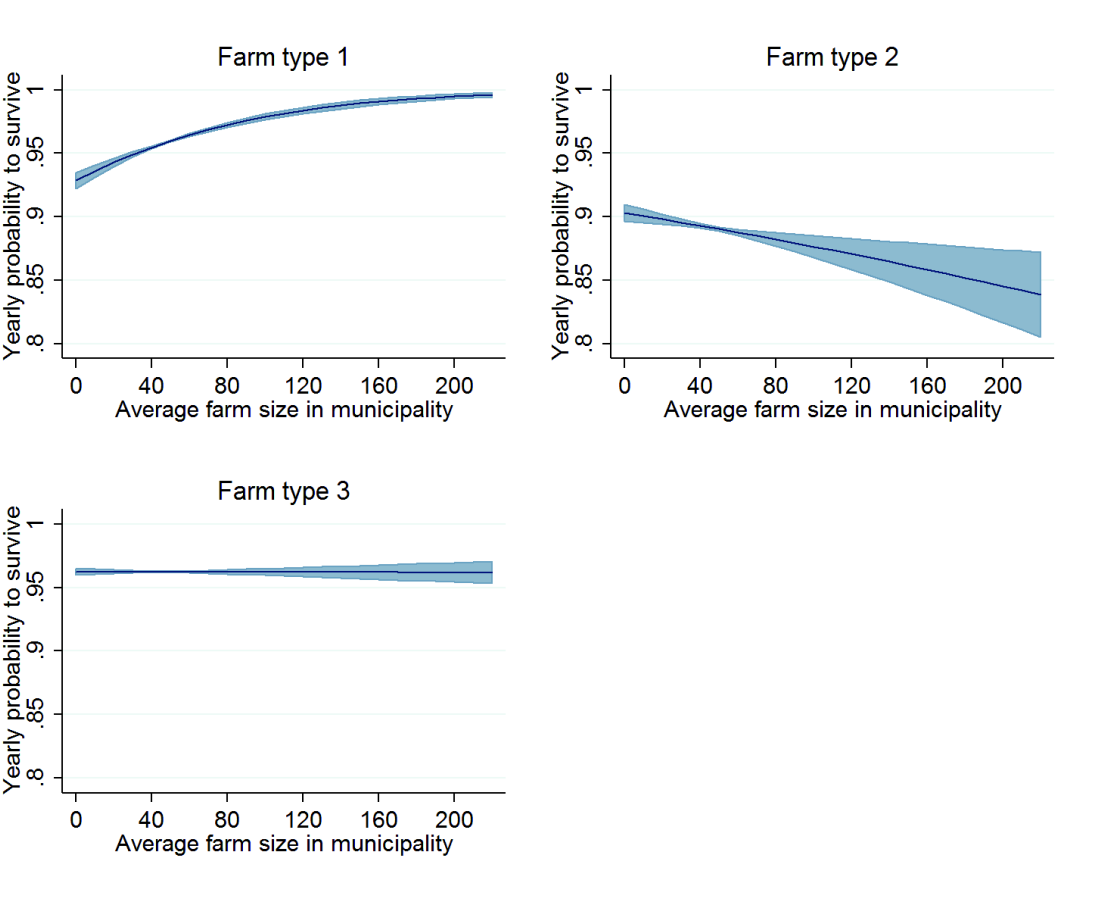 Farm type 1
Yearly probability to survive
1
.95
.9
.85
.8
0 40 80 120 160 200
Average farm size in municipality
Farm type 2
Yearly probability to survive
1
.95
.9
.85
.8
0 40 80 120 160 200
Average farm size in municipality
Farm type 3
Yearly probability to survive
1
.95
.9
.85
.8
0 40 80 120 160 200
Average farm size in municipality